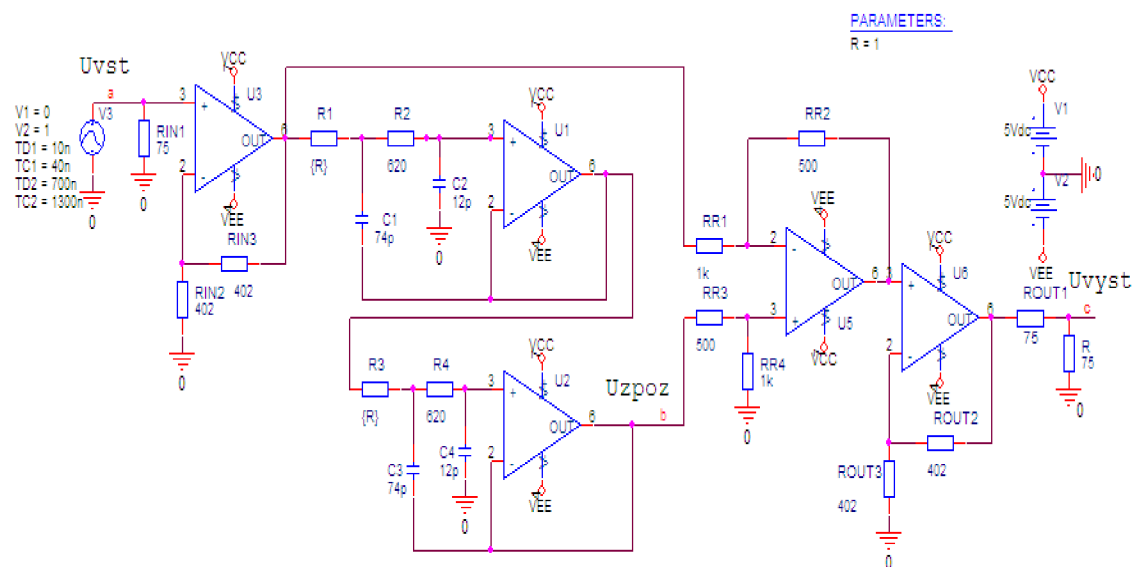 PARAMETERS:
R = 1
Uvst
a
V3
V1 = 0
V2 = 1
TD1 = 10n
TC1 = 40n
TD2 = 700n
TC2 = 1300n
0
RIN1
75
0
3
+
2
-
VCC
U3
OUT
6
VEE
RIN3
402
RIN2
402
0
R1
{R}
R2
620
C1
74p
C2
12p
0
3
+
2
-
VCC
U1
OUT
6
VEE
R3
{R}
R4
620
C3
74p
C4
12p
0
3
+
2
-
VCC
U2
OUT
6
VEE
Uzpoz
b
RR1
1k
RR2
500
RR3
500
RR4
1k
0
2
-
3
+
VEE
OUT
6
U5
VCC
3
+
2
-
VCC
U6
OUT
6
VEE
ROUT2
402
ROUT3
402
0
ROUT1
75
Uvyst
c
R
75
0
VCC
V1
5Vdc
V2
5Vdc
0
VEE